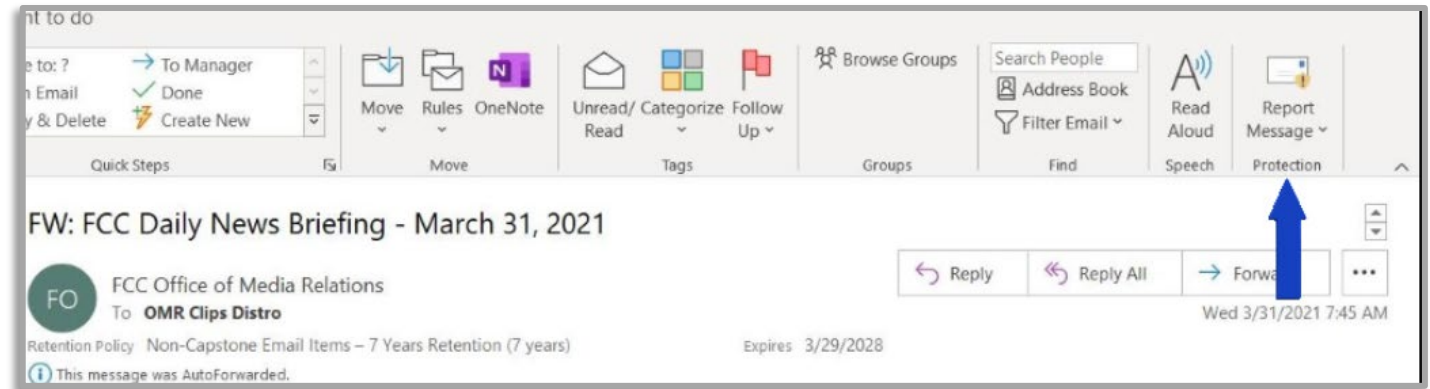 nt to do
e to: ?
To Manager
n Email
Done
y & Delete
Create New
Quick Steps
Move
Rules
OneNote
Move
Unread/
Read
Categorize
Follow
Up
Tags
Browse Groups
Groups
Search People
Address Book
Filter Email
Find
Read
Aloud
Speech
Report
Message
Protection
FW: FCC Daily News Briefing - March 31, 2021
FO
FCC Office of Media Relations
To OMR Clips Distro
Reply
Reply All
Forwa
Wed 3/31/2021 7:45 AM
Retention Policy Non-Capstone Email Items – 7 Years Retention (7 years)
Expires 3/29/2028
This message was AutoForwarded.